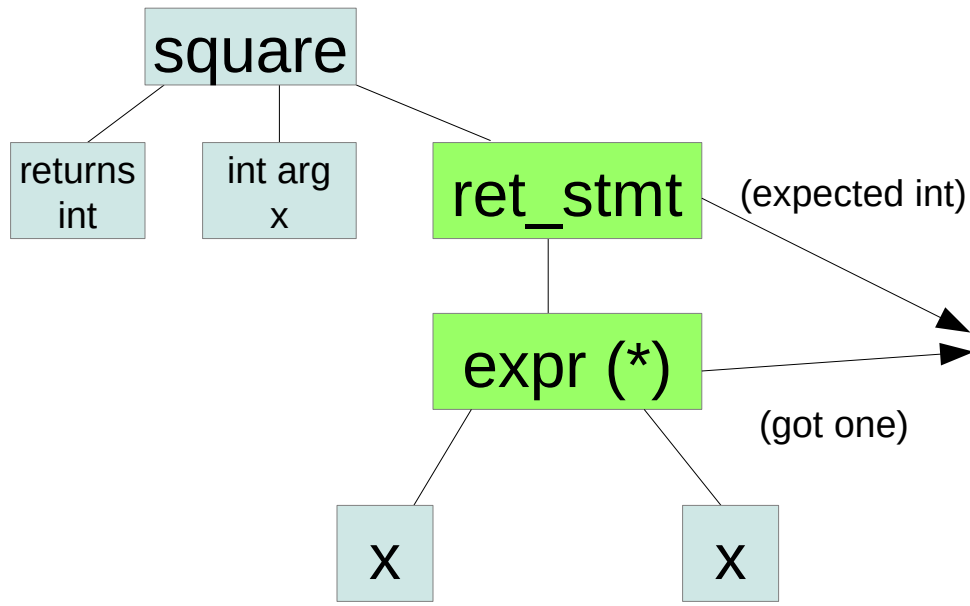 square
returns
int
int arg
x
ret_stmt
(expected int)
expr (*)
(got one)
x
x